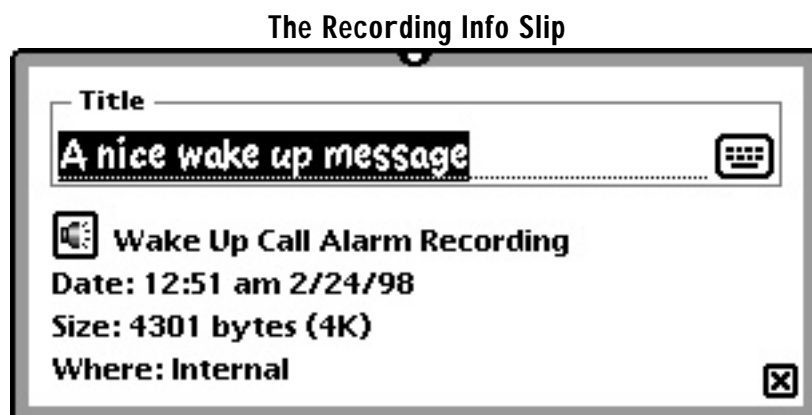 The Recording Info Slip
Title
A nice wake up message
Wake Up Call Alarm Recording
Date: 12:51 am 2/24/98
Size: 4301 bytes (4K)
Where: Internal